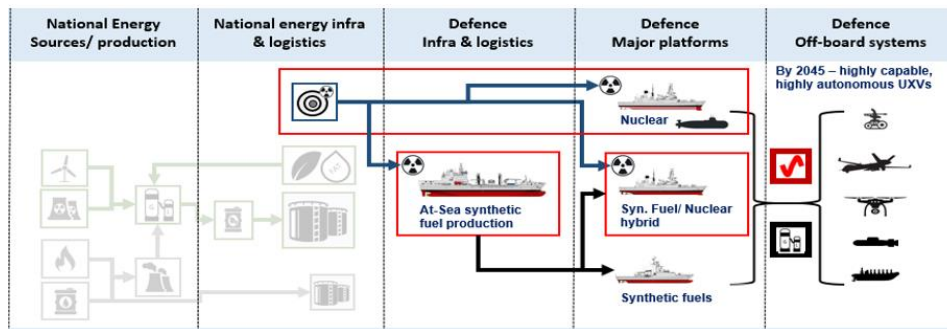 National Energy
Sources/ production
National energy infra
& logistics
Defence
Infra & logistics
Defence
Major platforms
Defence
Off-board systems
By 2045 – highly capable,
highly autonomous UXVs
Nuclear
At-Sea synthetic
fuel production
Syn. Fuel/ Nuclear
hybrid
Synthetic fuels